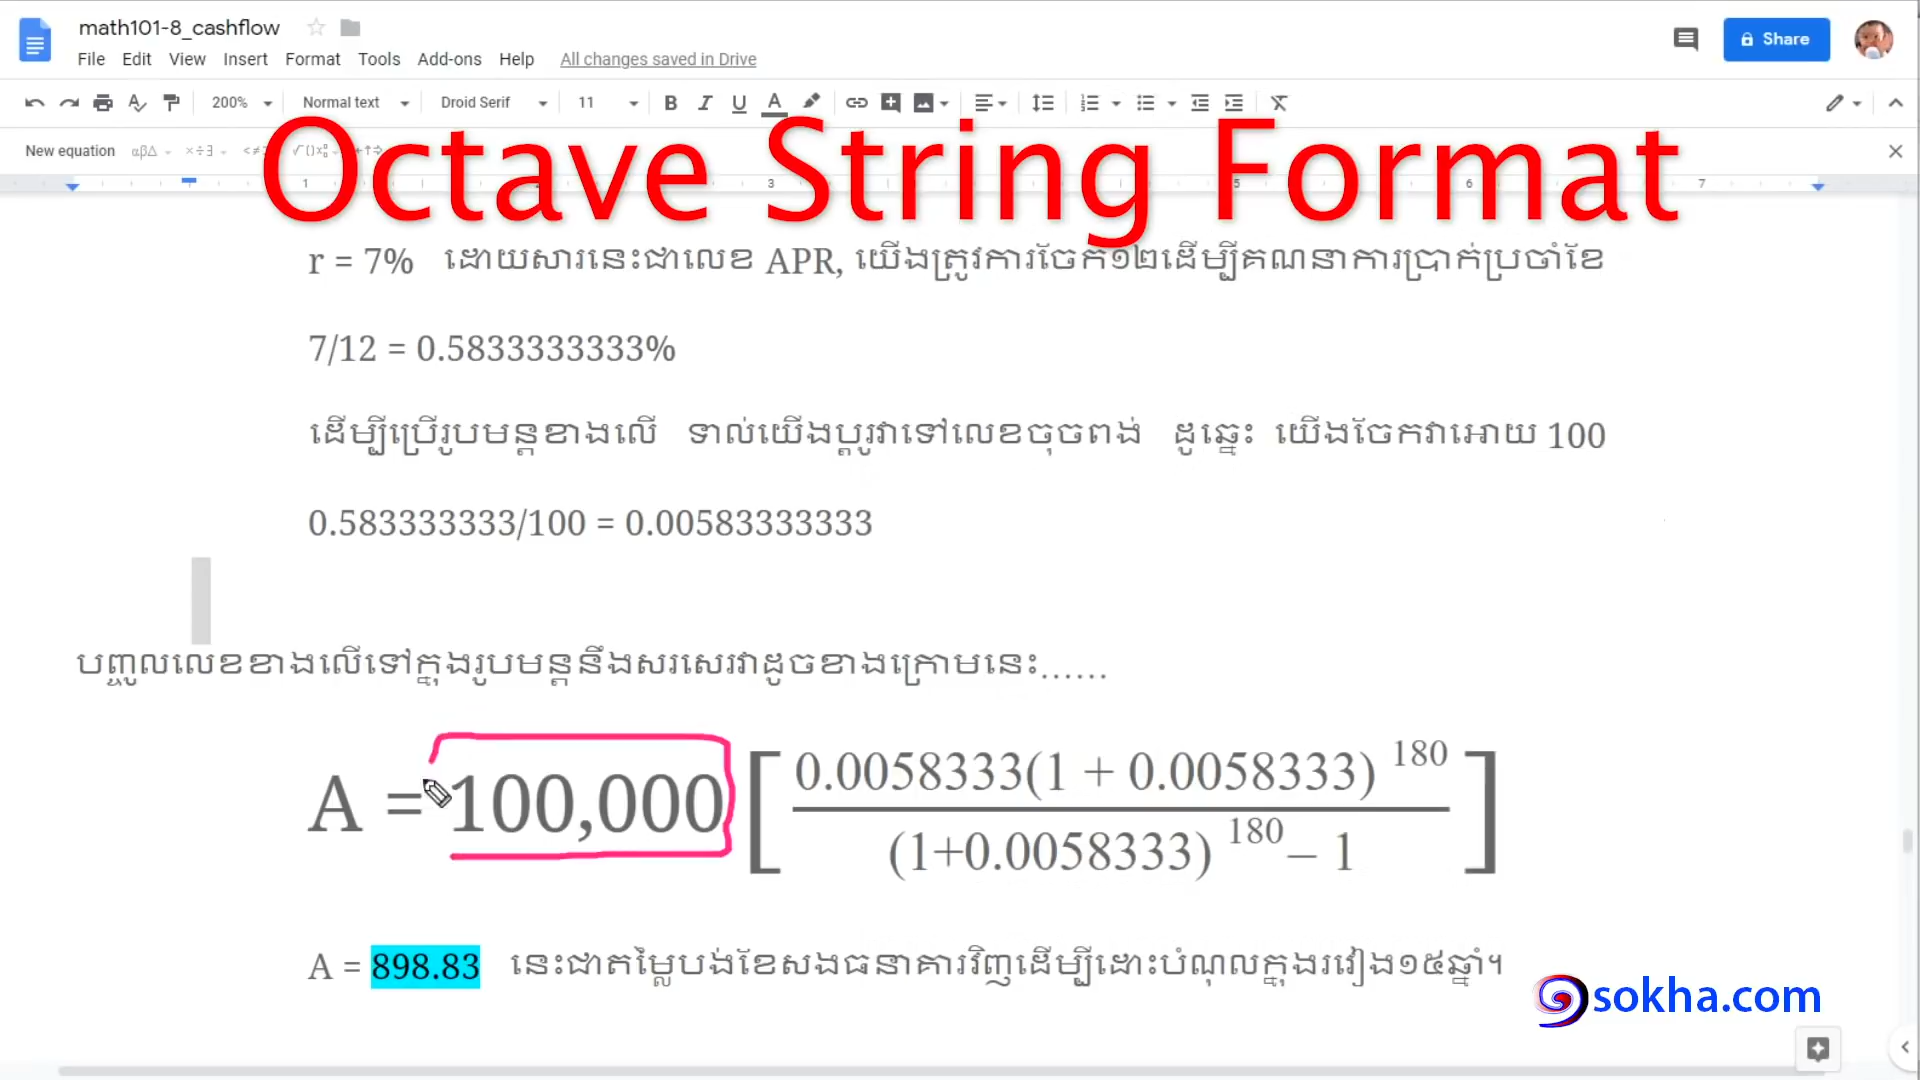 math101-8_cashflow
File Edit View Insert Format Tools Add-ons Help All changes saved in Drive
Share
200% Normal text Droid Serif 11 B I U A
New equation αβΔ ×÷∃
Octave String Format
1 3 5 6 7
r = 7% ដោយសារនេះជាលេខ APR, យើងត្រូវការចែក១២ដើម្បីគណនាការប្រាក់ប្រចាំខែ
7/12 = 0.5833333333%
ដើម្បីប្រើរូបមន្តខាងលើ ទាល់យើងប្តូរវាទៅលេខចុចពង់ ដូច្នេះ យើងចែកវាអោយ 100
0.583333333/100 = 0.00583333333
បញ្ចូលលេខខាងលើទៅក្នុងរូបមន្តនឹងសរសេរវាដូចខាងក្រោមនេះ......
A = 100,000 [ 0.0058333(1 + 0.0058333) 180
(1+0.0058333) 180 – 1 ]
A = 898.83 នេះជាតម្លៃបង់ខែសងធនាគារវិញដើម្បីដោះបំណុលក្នុងរវៀង១៥ឆ្នាំ។
sokha.com